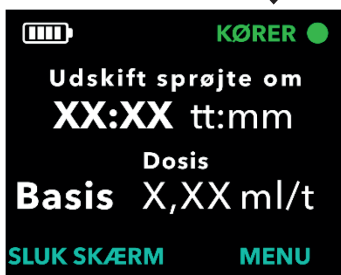 KØRER
Udskift sprøjte om
XX:XX tt:mm
Dosis
Basis X,XX ml/t
SLUK SKÆRM MENU